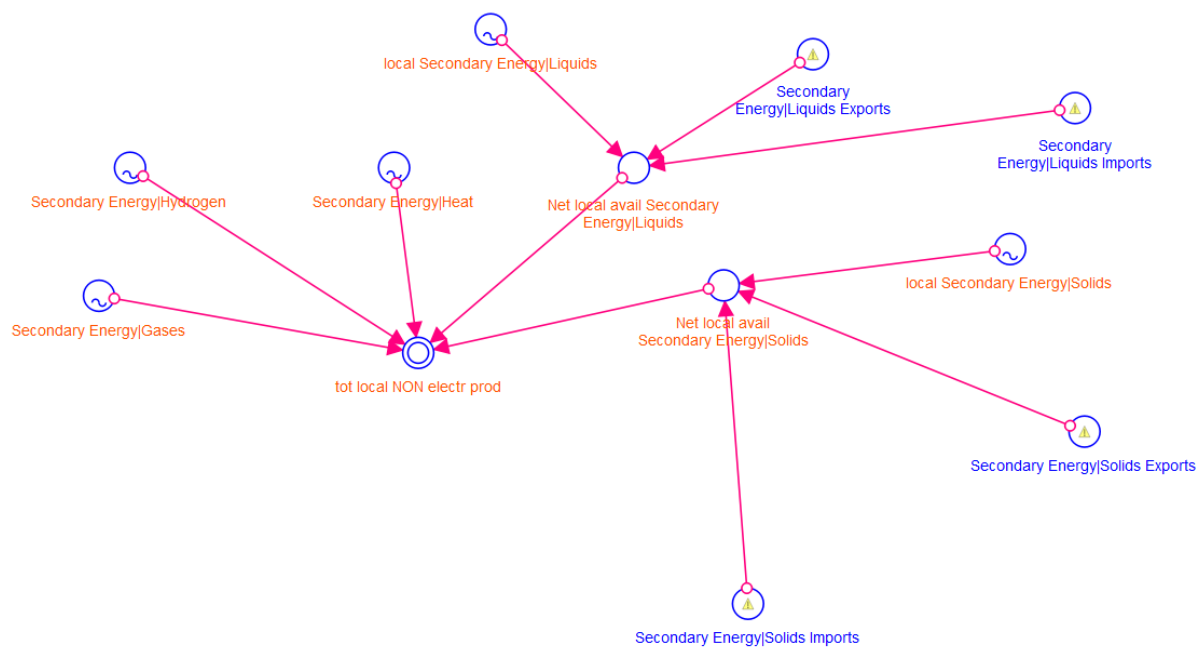 local Secondary Energy|Liquids
Secondary
Energy|Liquids Exports
Secondary
Energy|Liquids Imports
Secondary Energy|Hydrogen
Secondary Energy|Heat
Net local avail Secondary
Energy|Liquids
local Secondary Energy|Solids
Secondary Energy|Gases
Net local avail
Secondary Energy|Solids
tot local NON electr prod
Secondary Energy|Solids Exports
Secondary Energy|Solids Imports